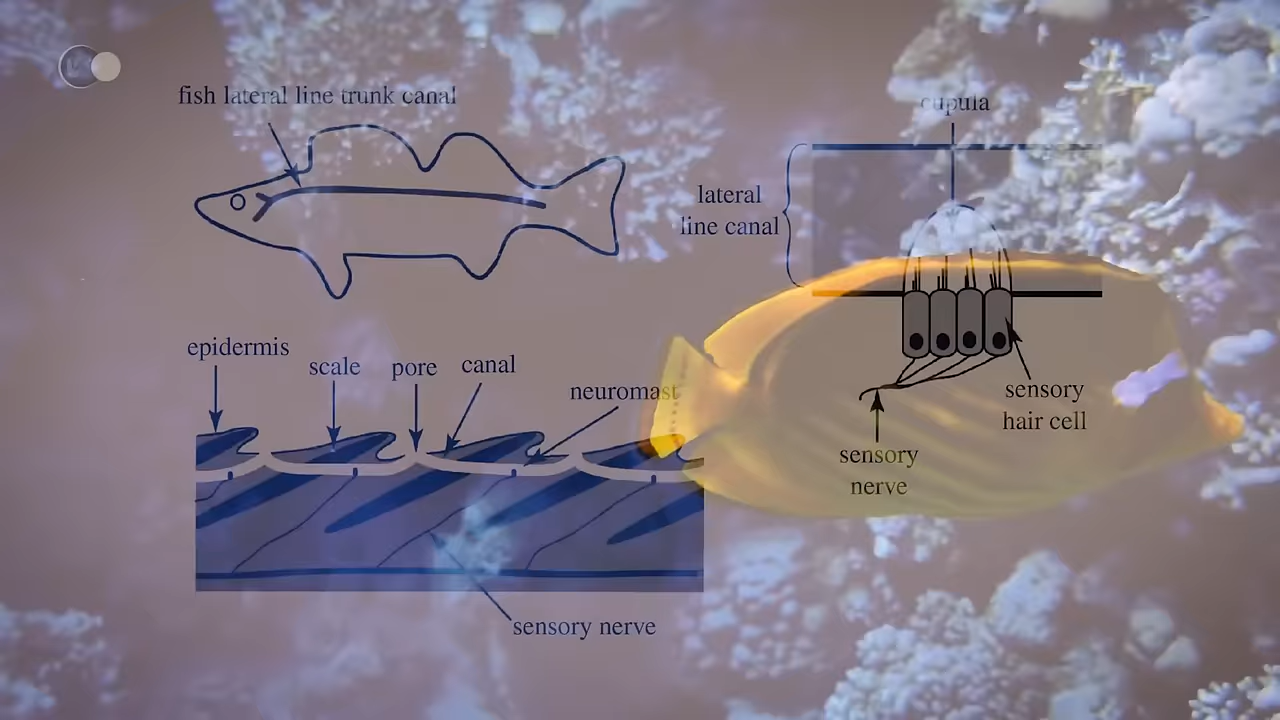 fish lateral line trunk canal
cupula
lateral
line canal
epidermis
scale
pore
canal
neuromast
sensory
hair cell
sensory
nerve
sensory nerve